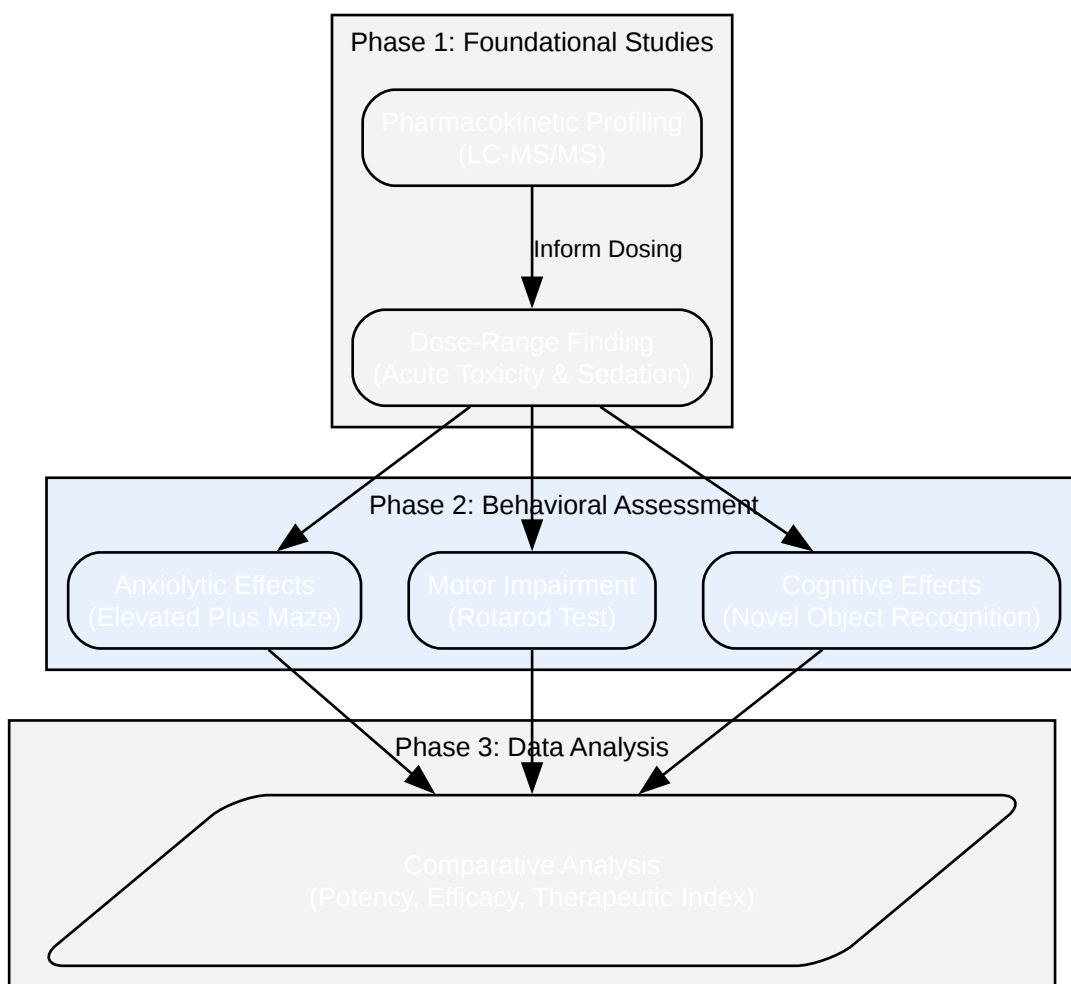 Phase 1: Foundational Studies
Pharmacokinetic Profiling
(LC-MS/MS)
Inform Dosing
Dose-Range Finding
(Acute Toxicity & Sedation)
Phase 2: Behavioral Assessment
Anxiolytic Effects
(Elevated Plus Maze)
Motor Impairment
(Rotarod Test)
Cognitive Effects
(Novel Object Recognition)
Phase 3: Data Analysis
Comparative Analysis
(Potency, Efficacy, Therapeutic Index)